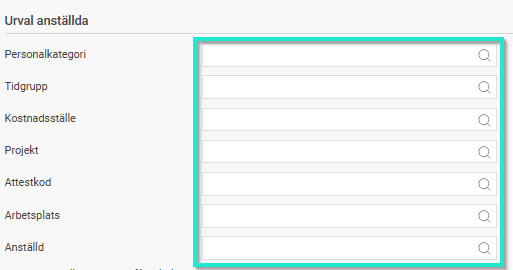 Urval anställda
Personalkategori
Tidgrupp
Kostnadsställe
Projekt
Attestkod
Arbetsplats
Anställd